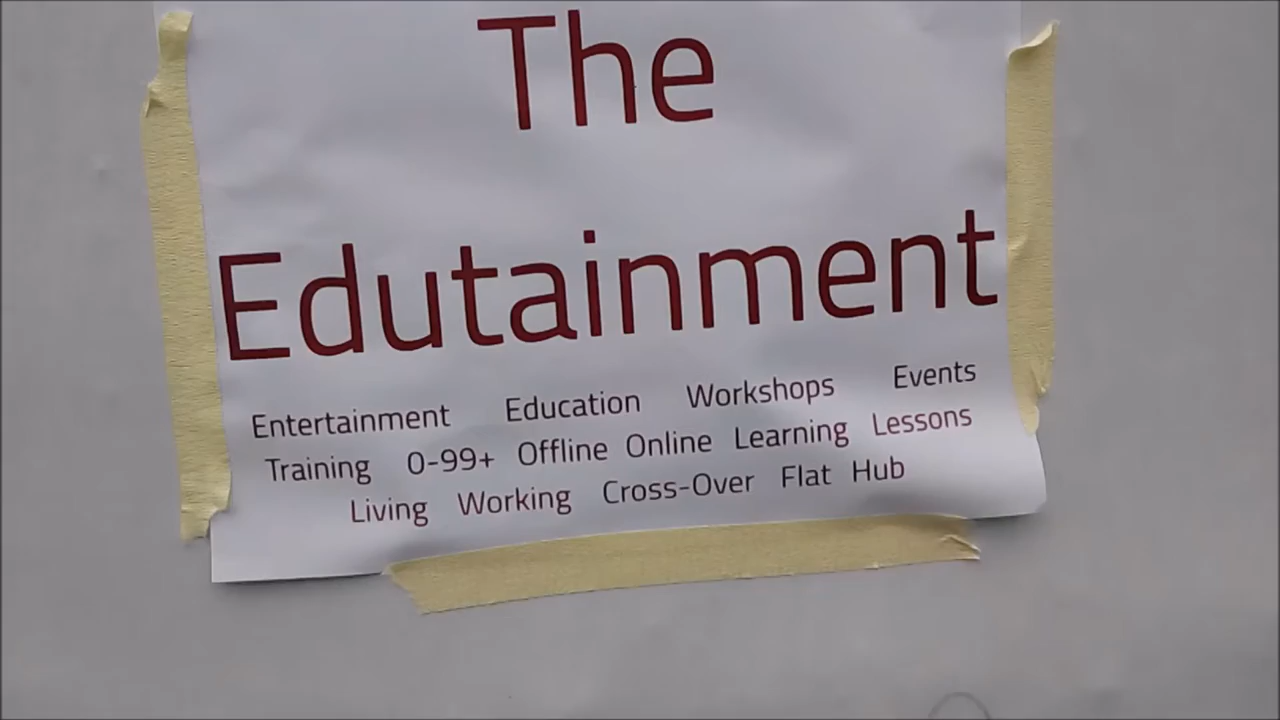 The
Edutainment
Entertainment Education Workshops Events
Training 0-99+ Offline Online Learning Lessons
Living Working Cross-Over Flat Hub